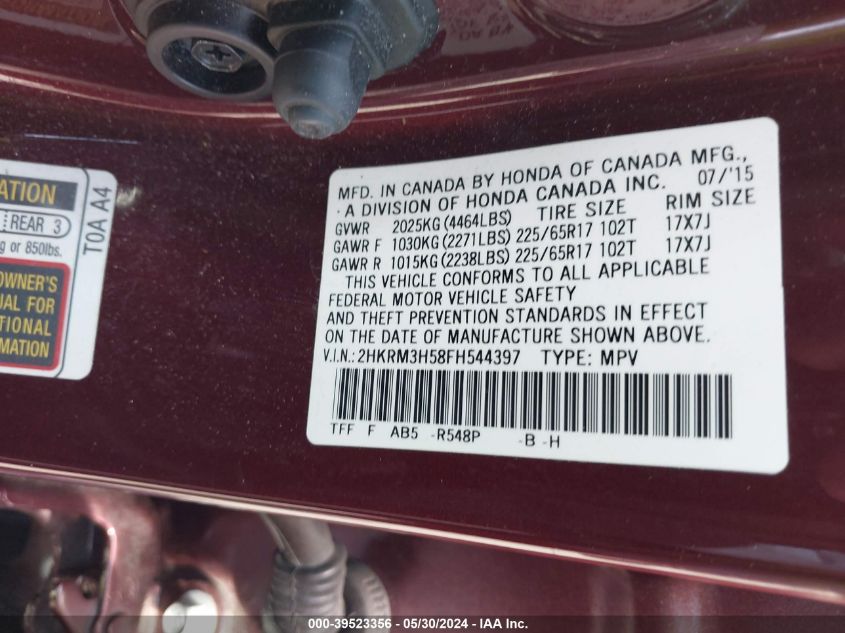 MFD. IN CANADA BY HONDA OF CANADA MFG.,
A DIVISION OF HONDA CANADA INC. 07/'15
GVWR 2025KG (4464LBS) TIRE SIZE RIM SIZE
GAWR F 1030KG (2271LBS) 225/65R17 102T 17X7J
GAWR R 1015KG (2238LBS) 225/65R17 102T 17X7J
THIS VEHICLE CONFORMS TO ALL APPLICABLE
FEDERAL MOTOR VEHICLE SAFETY
AND THEFT PREVENTION STANDARDS IN EFFECT
ON THE DATE OF MANUFACTURE SHOWN ABOVE.
V.I.N.: 2HKRM3H58FH544397 TYPE: MPV
TFF F AB5 -R548P -B -H
ATION
REAR 3
g or 850lbs.
OWNER'S
UAL FOR
TIONAL
RMATION
T0A A4
000-39523356 - 05/30/2024 - IAA Inc.